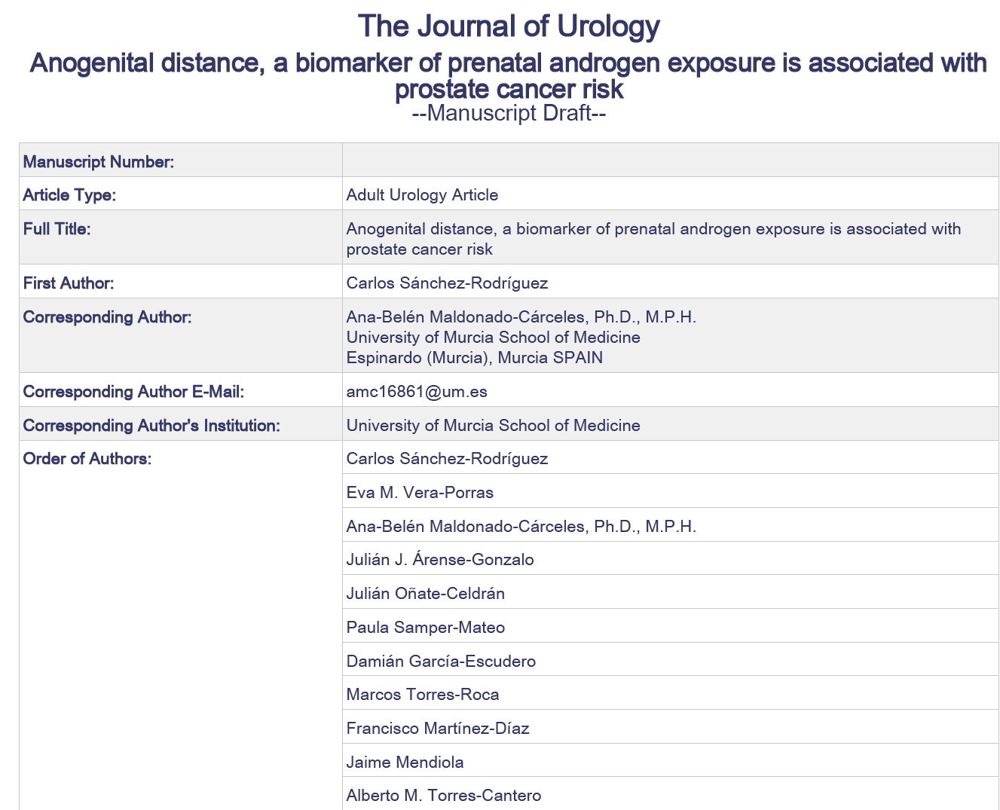 The Journal of Urology
Anogenital distance, a biomarker of prenatal androgen exposure is associated with
prostate cancer risk
--Manuscript Draft--
Manuscript Number:
Article Type:
Adult Urology Article
Full Title:
Anogenital distance, a biomarker of prenatal androgen exposure is associated with
prostate cancer risk
First Author:
Carlos Sánchez-Rodríguez
Corresponding Author:
Ana-Belén Maldonado-Cárceles, Ph.D., M.P.H.
University of Murcia School of Medicine
Espinardo (Murcia), Murcia SPAIN
Corresponding Author E-Mail:
amc16861@um.es
Corresponding Author's Institution:
University of Murcia School of Medicine
Order of Authors:
Carlos Sánchez-Rodríguez
Eva M. Vera-Porras
Ana-Belén Maldonado-Cárceles, Ph.D., M.P.H.
Julián J. Árense-Gonzalo
Julián Oñate-Celdrán
Paula Samper-Mateo
Damián García-Escudero
Marcos Torres-Roca
Francisco Martínez-Díaz
Jaime Mendiola
Alberto M. Torres-Cantero